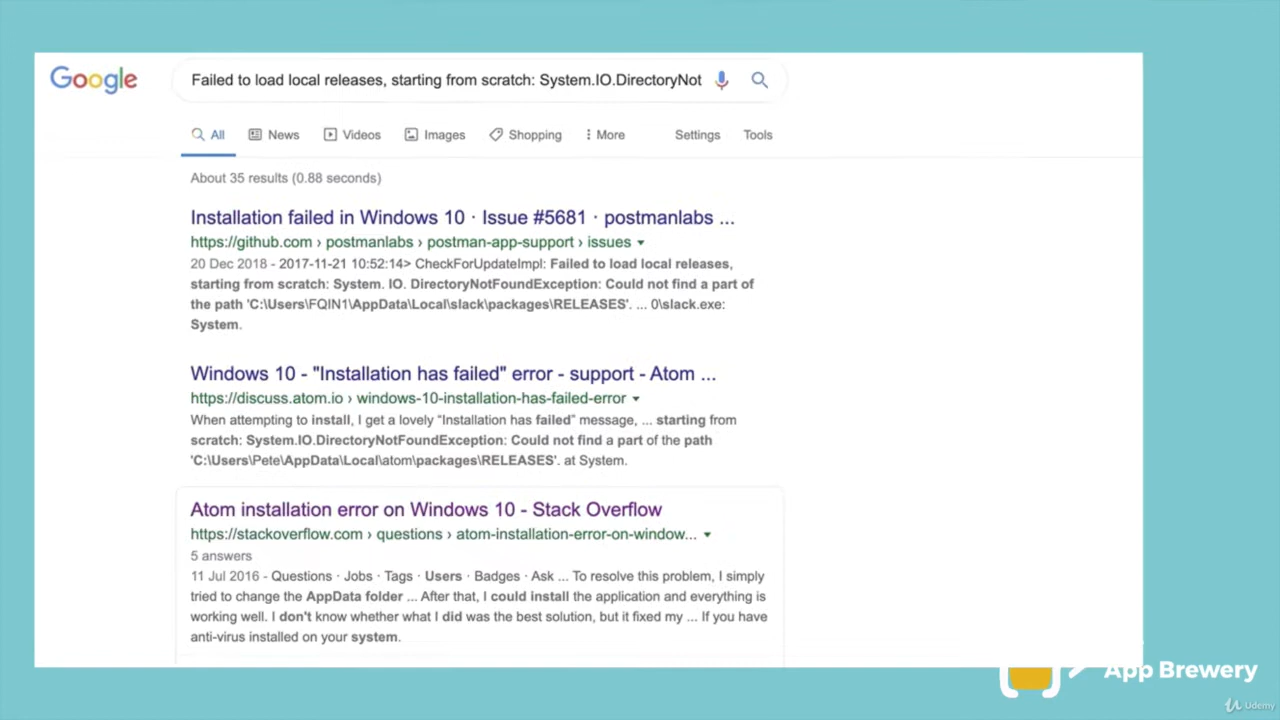 Google
Failed to load local releases, starting from scratch: System.IO.DirectoryNot
All News Videos Images Shopping More Settings Tools
About 35 results (0.88 seconds)
Installation failed in Windows 10 · Issue #5681 · postmanlabs ...
https://github.com › postmanlabs › postman-app-support › issues
20 Dec 2018 - 2017-11-21 10:52:14> CheckForUpdateImpl: Failed to load local releases,
starting from scratch: System. IO. DirectoryNotFoundException: Could not find a part of
the path 'C:\Users\FQIN1\AppData\Local\slack\packages\RELEASES'. ... 0\slack.exe:
System.
Windows 10 - "Installation has failed" error - support - Atom ...
https://discuss.atom.io › windows-10-installation-has-failed-error
When attempting to install, I get a lovely “Installation has failed” message, ... starting from
scratch: System.IO.DirectoryNotFoundException: Could not find a part of the path
'C:\Users\Pete\AppData\Local\atom\packages\RELEASES'. at System.
Atom installation error on Windows 10 - Stack Overflow
https://stackoverflow.com › questions › atom-installation-error-on-window...
5 answers
11 Jul 2016 - Questions · Jobs · Tags · Users · Badges · Ask ... To resolve this problem, I simply
tried to change the AppData folder ... After that, I could install the application and everything is
working well. I don't know whether what I did was the best solution, but it fixed my ... If you have
anti-virus installed on your system.
App Brewery
Udemy